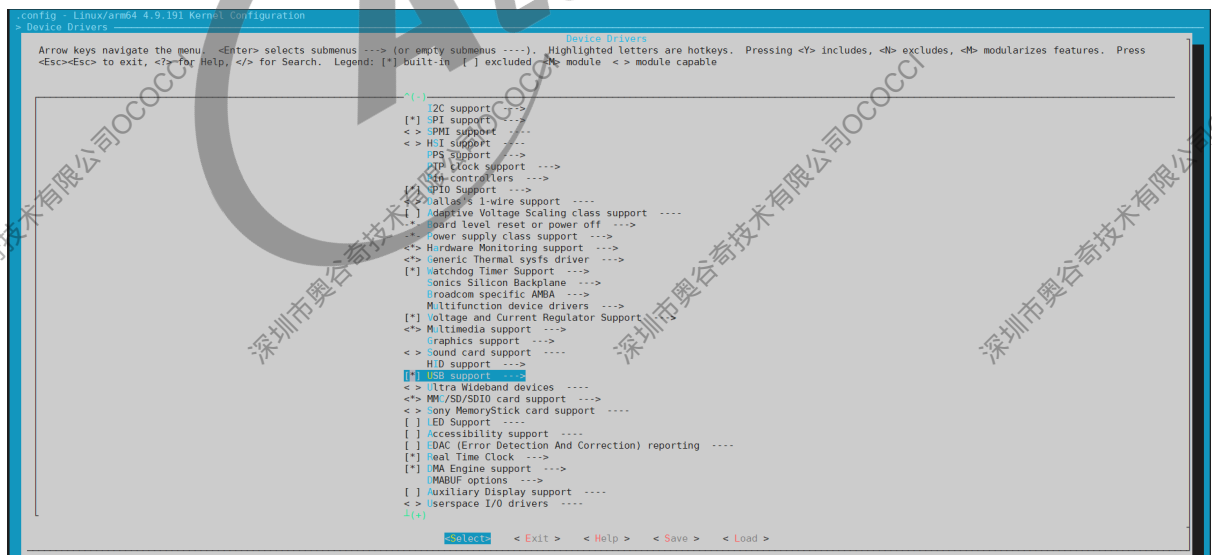 .config - Linux/arm64 4.9.191 Kernel Configuration
> Device Drivers
Device Drivers
Arrow keys navigate the menu. <Enter> selects submenus ---> (or empty submenus ----). Highlighted letters are hotkeys. Pressing <Y> includes, <N> excludes, <M> modularizes features. Press
<Esc><Esc> to exit, <?> for Help, </> for Search. Legend: [*] built-in [ ] excluded <M> module < > module capable
^(-)
I2C support --->
[*] SPI support --->
< > SPMI support ----
< > HSI support ----
PPS support --->
PTP clock support --->
Pin controllers --->
[*] GPIO Support --->
< > Dallas's 1-wire support ----
[ ] Adaptive Voltage Scaling class support ----
-*- Board level reset or power off --->
-*- Power supply class support --->
<*> Hardware Monitoring support --->
<*> Generic Thermal sysfs driver --->
[*] Watchdog Timer Support --->
Sonics Silicon Backplane --->
Broadcom specific AMBA --->
Multifunction device drivers --->
[*] Voltage and Current Regulator Support --->
<*> Multimedia support --->
Graphics support --->
< > Sound card support ----
HID support --->
[*] USB support --->
< > Ultra Wideband devices ----
<*> MMC/SD/SDIO card support --->
< > Sony MemoryStick card support ----
[ ] LED Support ----
[ ] Accessibility support ----
[ ] EDAC (Error Detection And Correction) reporting ----
[*] Real Time Clock --->
[*] DMA Engine support --->
DMABUF options --->
[ ] Auxiliary Display support ----
< > Userspace I/O drivers ----
┴(+)
<Select> < Exit > < Help > < Save > < Load >
深圳市奥谷奇技术有限公司OCOCCI
深圳市奥谷奇技术有限公司OCOCCI
深圳市奥谷奇技术有限公司